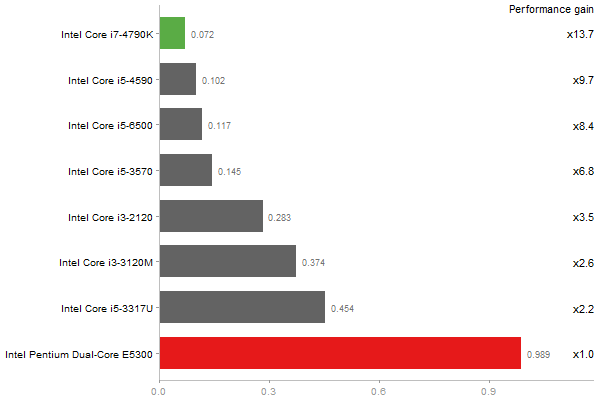 Performance gain
Intel Core i7-4790K 0.072 x13.7
Intel Core i5-4590 0.102 x9.7
Intel Core i5-6500 0.117 x8.4
Intel Core i5-3570 0.145 x6.8
Intel Core i3-2120 0.283 x3.5
Intel Core i3-3120M 0.374 x2.6
Intel Core i5-3317U 0.454 x2.2
Intel Pentium Dual-Core E5300 0.989 x1.0
0.0 0.3 0.6 0.9